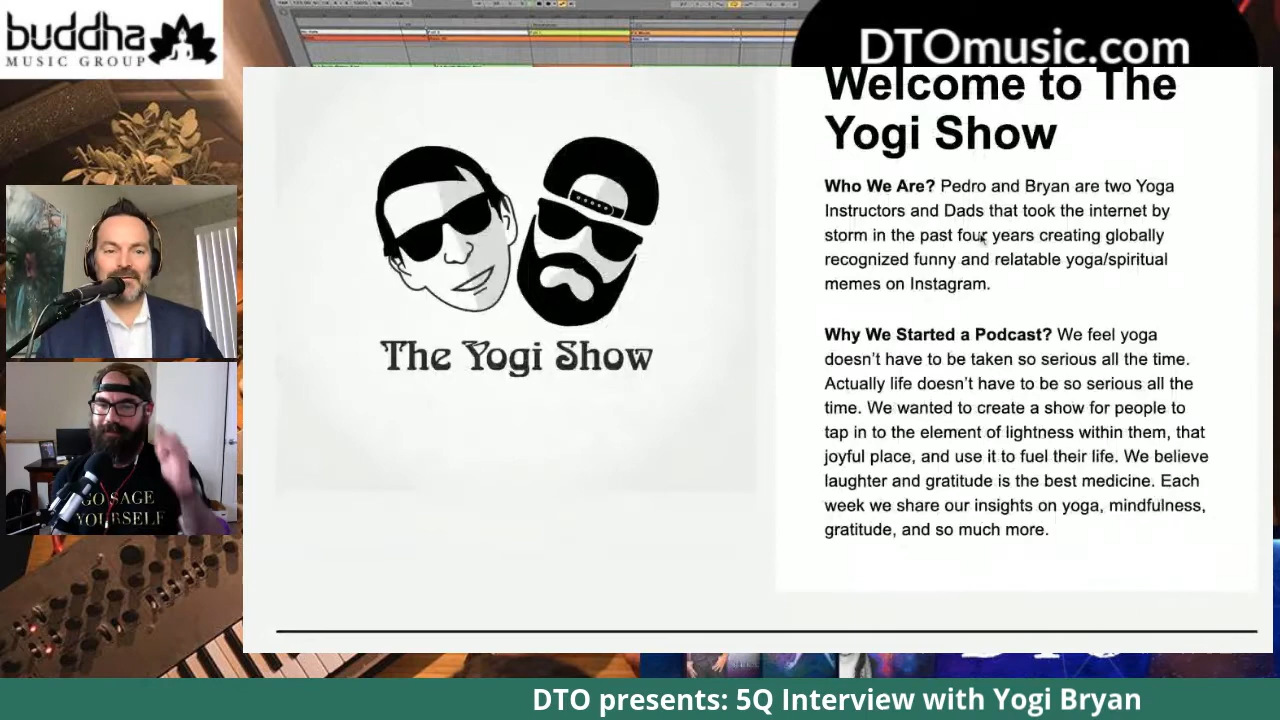 buddha
MUSIC GROUP
DTOmusic.com
Welcome to The
Yogi Show
Who We Are? Pedro and Bryan are two Yoga
Instructors and Dads that took the internet by
storm in the past four years creating globally
recognized funny and relatable yoga/spiritual
memes on Instagram.
Why We Started a Podcast? We feel yoga
doesn't have to be taken so serious all the time.
Actually life doesn't have to be so serious all the
time. We wanted to create a show for people to
tap in to the element of lightness within them, that
joyful place, and use it to fuel their life. We believe
laughter and gratitude is the best medicine. Each
week we share our insights on yoga, mindfulness,
gratitude, and so much more.
The Yogi Show
GO SAGE
YOURSELF
DTO presents: 5Q Interview with Yogi Bryan